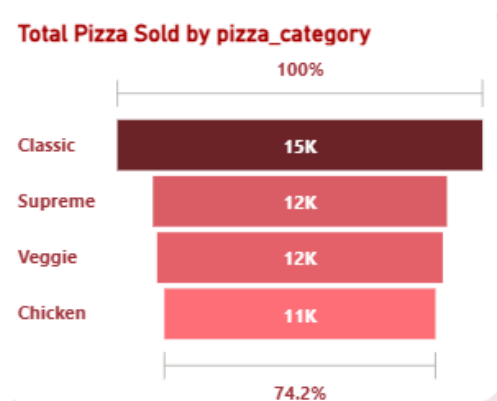 Total Pizza Sold by pizza_category
100%
Classic 15K
Supreme 12K
Veggie 12K
Chicken 11K
74.2%